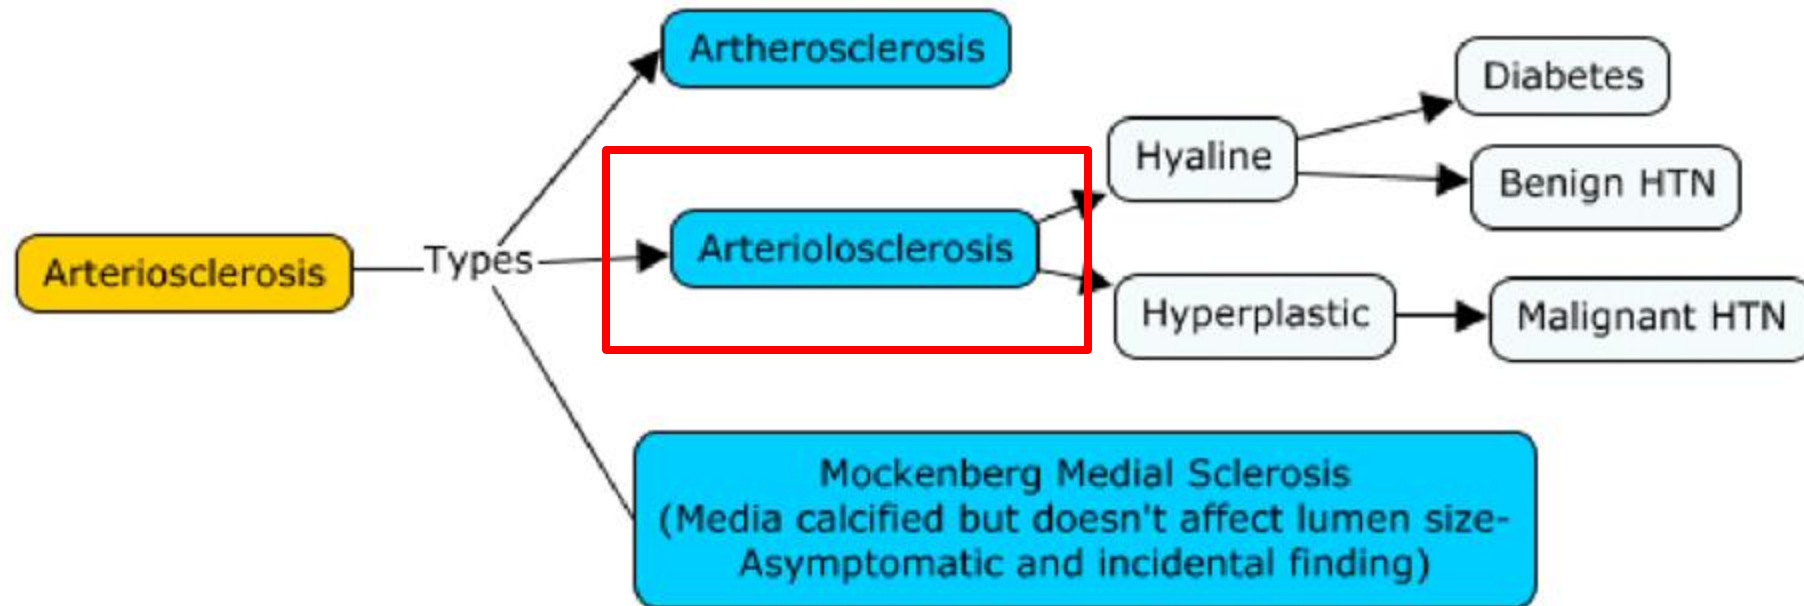 Artherosclerosis
Diabetes
Hyaline
Benign HTN
Arteriolosclerosis
Arteriosclerosis
Types
Hyperplastic
Malignant HTN
Mockenberg Medial Sclerosis
(Media calcified but doesn't affect lumen size-
Asymptomatic and incidental finding)